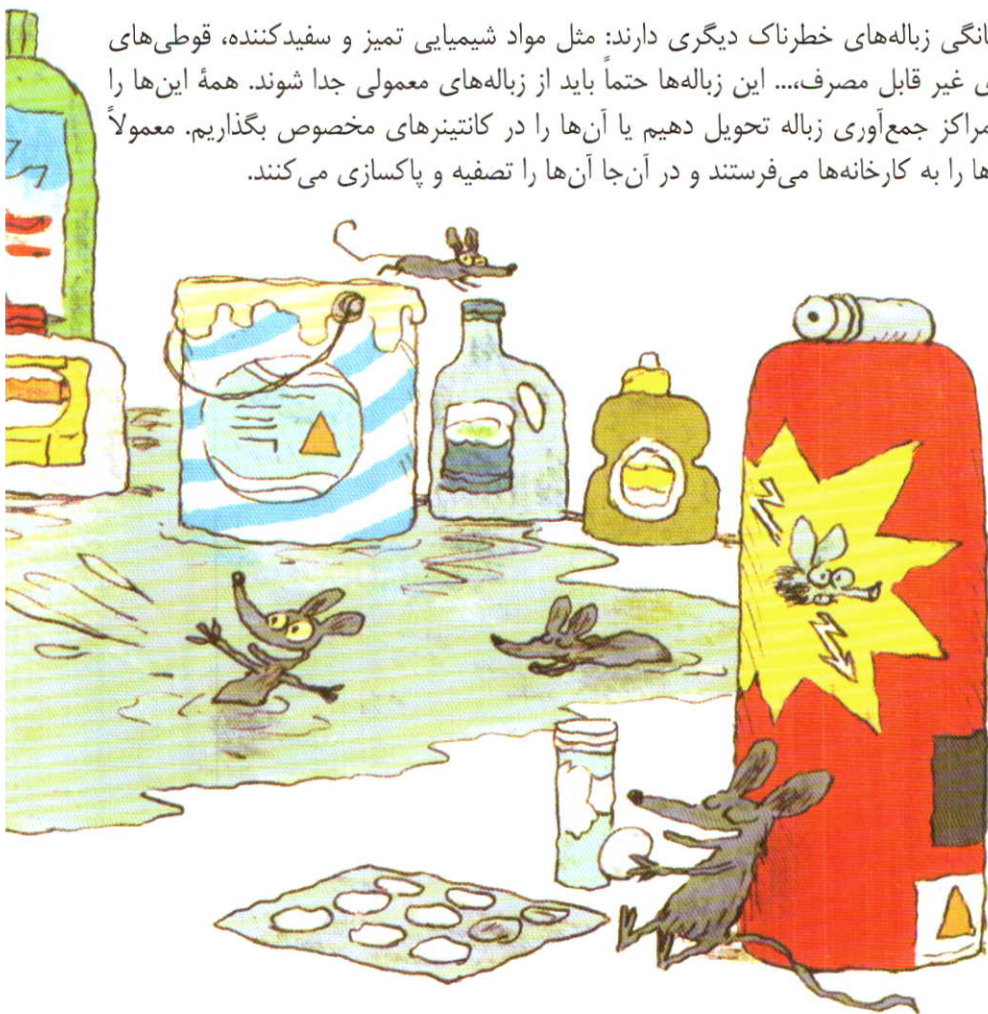 انگی زباله‌های خطرناک دیگری دارند: مثل مواد شیمیایی تمیز و سفیدکننده، قوطی‌های
ی غیر قابل مصرف،... این زباله‌ها حتماً باید از زباله‌های معمولی جدا شوند. همهٔ این‌ها را
مراکز جمع‌آوری زباله تحویل دهیم یا آن‌ها را در کانتینرهای مخصوص بگذاریم. معمولاً
ها را به کارخانه‌ها می‌فرستند و در آن‌جا آن‌ها را تصفیه و پاکسازی می‌کنند.